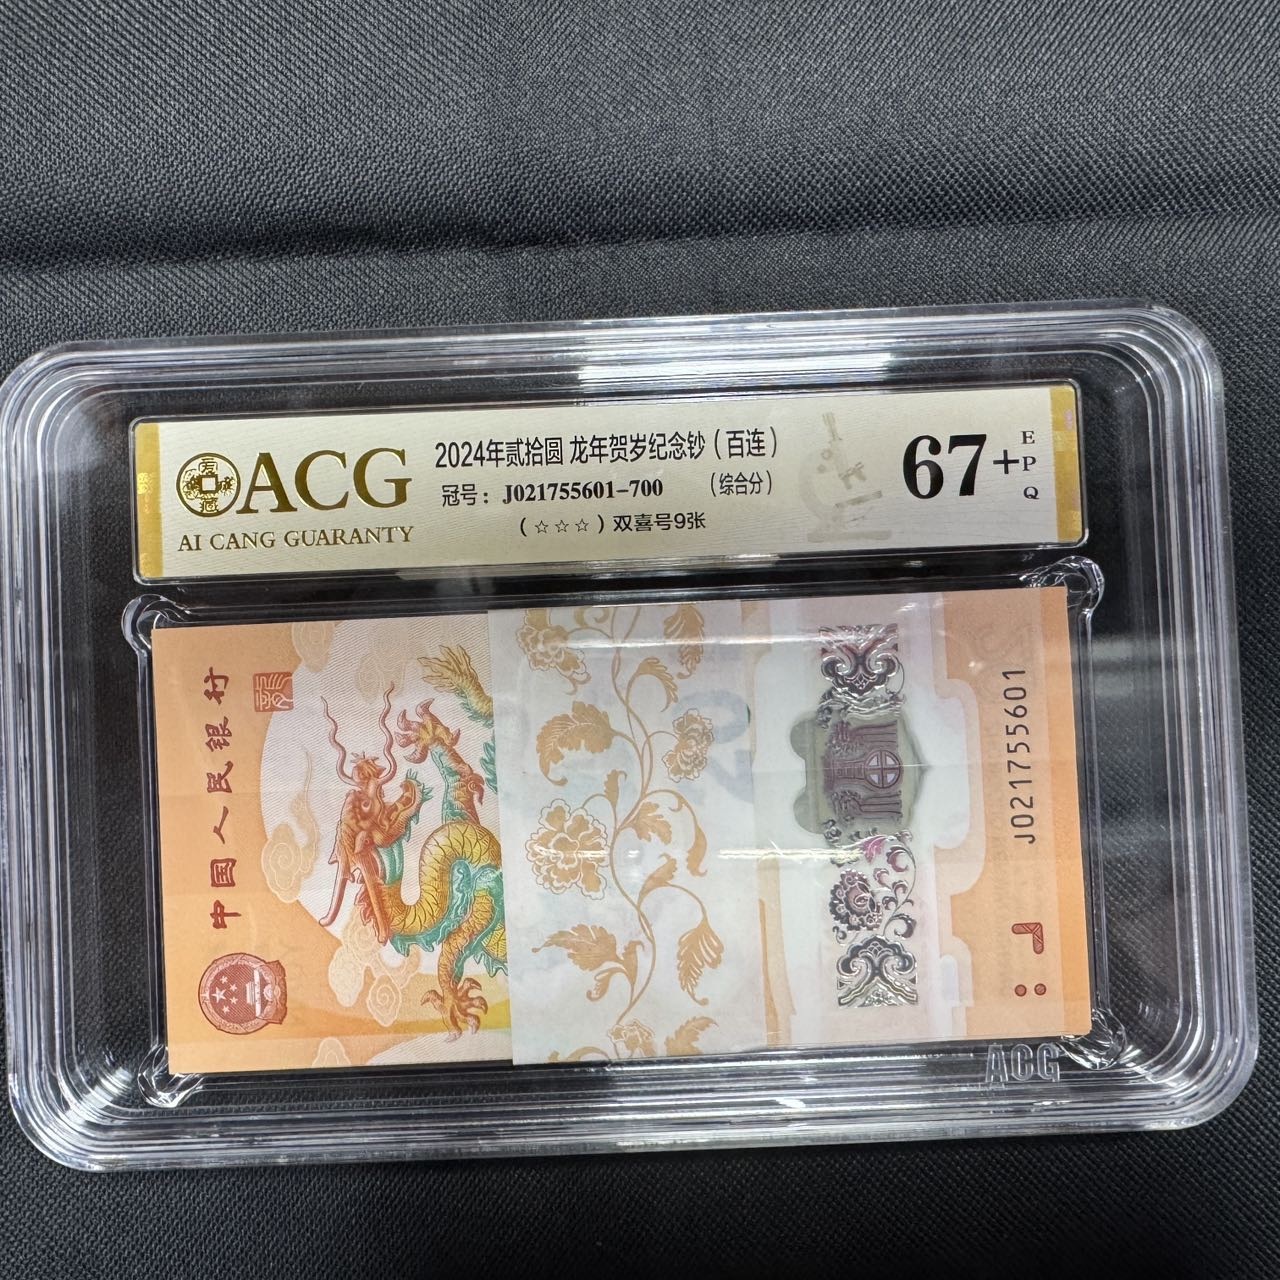 ACG
AI CANG GUARANTY
2024年贰拾圆 龙年贺岁纪念钞（百连）
冠号：J021755601-700 （综合分）
（☆☆☆）双喜号9张
67+
EPQ
中国人民银行
J021755601
ACG